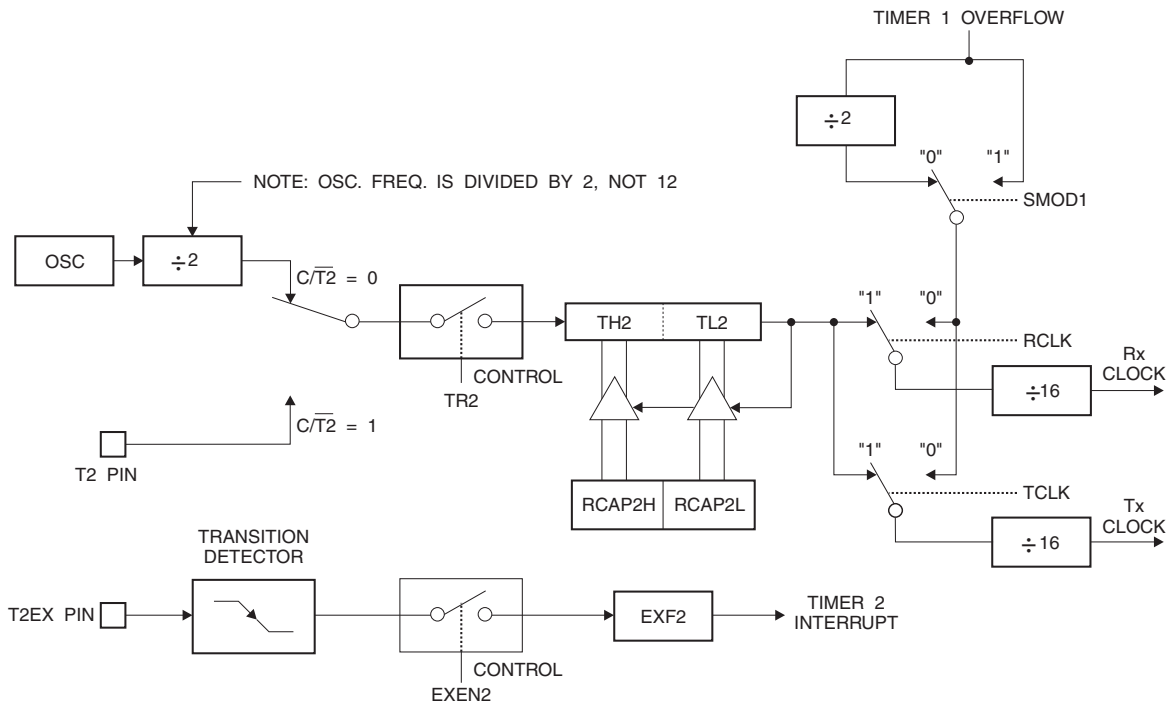 TIMER 1 OVERFLOW
÷2
"0" "1"
NOTE: OSC. FREQ. IS DIVIDED BY 2, NOT 12
SMOD1
OSC
÷2
C/T2̅ = 0
"1" "0"
TH2 TL2
RCLK
Rx
CLOCK
CONTROL
TR2
÷16
C/T2̅ = 1
T2 PIN
"1" "0"
RCAP2H RCAP2L
TCLK
Tx
CLOCK
TRANSITION
DETECTOR
÷16
T2EX PIN
EXF2
TIMER 2
INTERRUPT
CONTROL
EXEN2